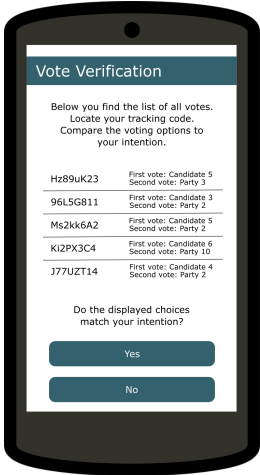 Vote Verification
Below you find the list of all votes.
Locate your tracking code.
Compare the voting options to
your intention.
Hz89uK23 First vote: Candidate 5
Second vote: Party 3
96L5G811 First vote: Candidate 3
Second vote: Party 2
Ms2kk6A2 First vote: Candidate 5
Second vote: Party 2
Ki2PX3C4 First vote: Candidate 6
Second vote: Party 10
J77UZT14 First vote: Candidate 4
Second vote: Party 2
Do the displayed choices
match your intention?
Yes
No